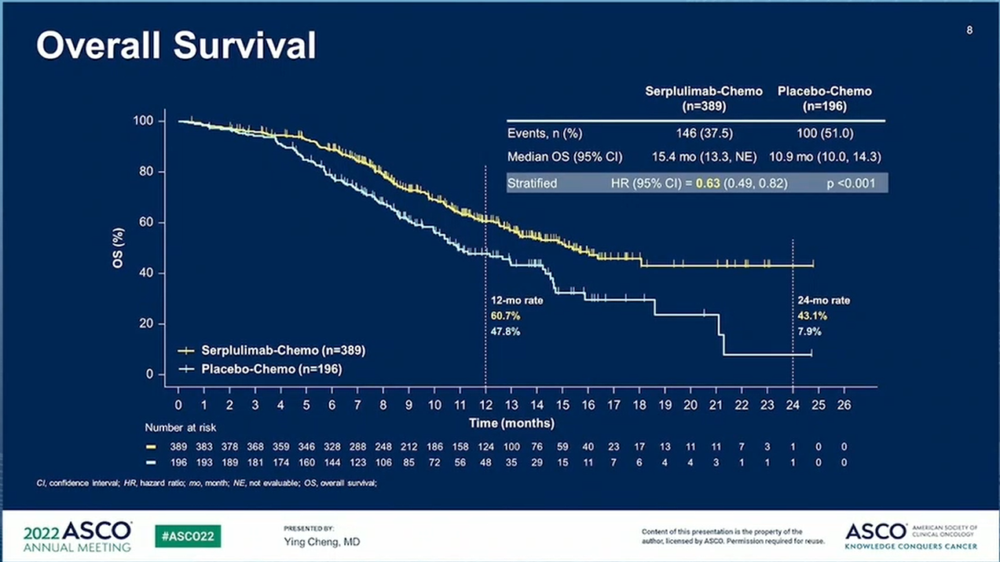 8
Overall Survival
Serplulimab-Chemo Placebo-Chemo
(n=389) (n=196)
Events, n (%) 146 (37.5) 100 (51.0)
Median OS (95% CI) 15.4 mo (13.3, NE) 10.9 mo (10.0, 14.3)
Stratified HR (95% CI) = 0.63 (0.49, 0.82) p <0.001
100
80
60
40
20
0
OS (%)
12-mo rate
60.7%
47.8%
24-mo rate
43.1%
7.9%
Serplulimab-Chemo (n=389)
Placebo-Chemo (n=196)
0 1 2 3 4 5 6 7 8 9 10 11 12 13 14 15 16 17 18 19 20 21 22 23 24 25 26
Time (months)
Number at risk
389 383 378 368 359 346 328 288 248 212 186 158 124 100 76 59 40 23 17 13 11 11 7 3 1 0 0
196 193 189 181 174 160 144 123 106 85 72 56 48 35 29 15 11 7 6 4 4 3 1 1 1 0 0
CI, confidence interval; HR, hazard ratio; mo, month; NE, not evaluable; OS, overall survival;
2022 ASCO
ANNUAL MEETING
#ASCO22
PRESENTED BY:
Ying Cheng, MD
Content of this presentation is the property of the
author, licensed by ASCO. Permission required for reuse.
ASCO AMERICAN SOCIETY OF
CLINICAL ONCOLOGY
KNOWLEDGE CONQUERS CANCER